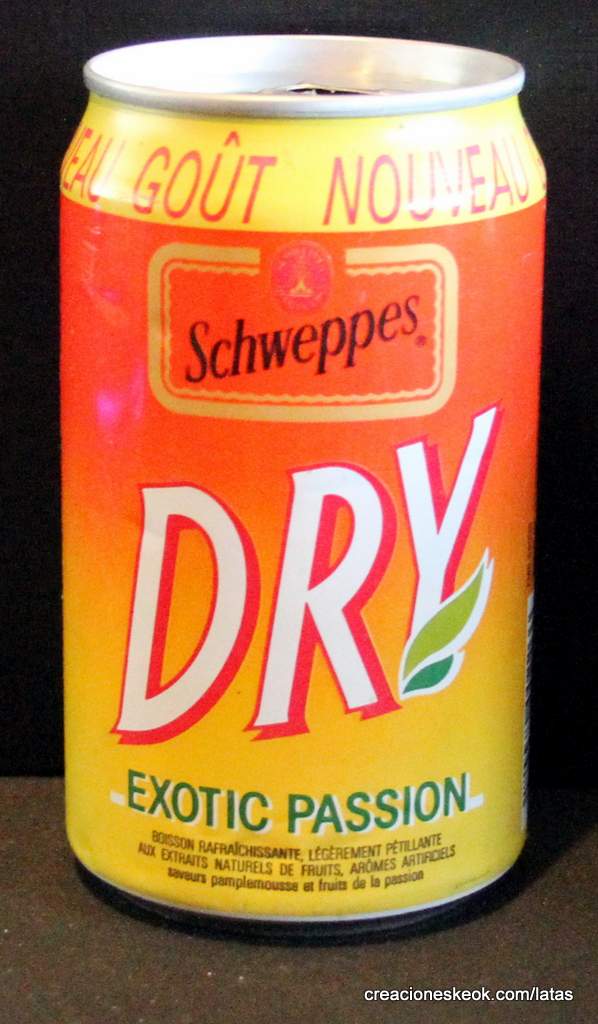 GOÛT NOUVEAU
Schweppes®
DRY
EXOTIC PASSION
BOISSON RAFRAÎCHISSANTE, LÉGÈREMENT PÉTILLANTE
AUX EXTRAITS NATURELS DE FRUITS, ARÔMES ARTIFICIELS
saveurs pamplemousse et fruits de la passion
creacioneskeok.com/latas